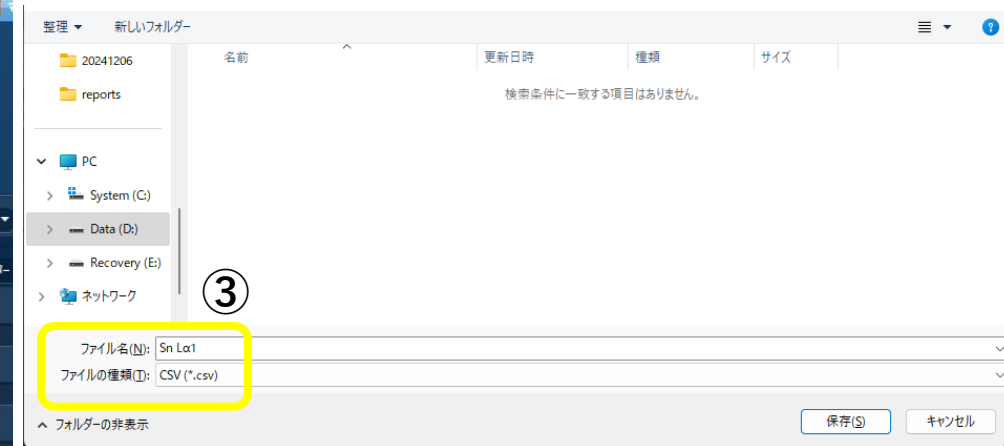 整理 新しいフォルダー
20241206
reports
名前 更新日時 種類 サイズ
検索条件に一致する項目はありません。
PC
System (C:)
Data (D:)
Recovery (E:)
ネットワーク
③
ファイル名(N): Sn Lα1
ファイルの種類(T): CSV (*.csv)
フォルダーの非表示
保存(S) キャンセル